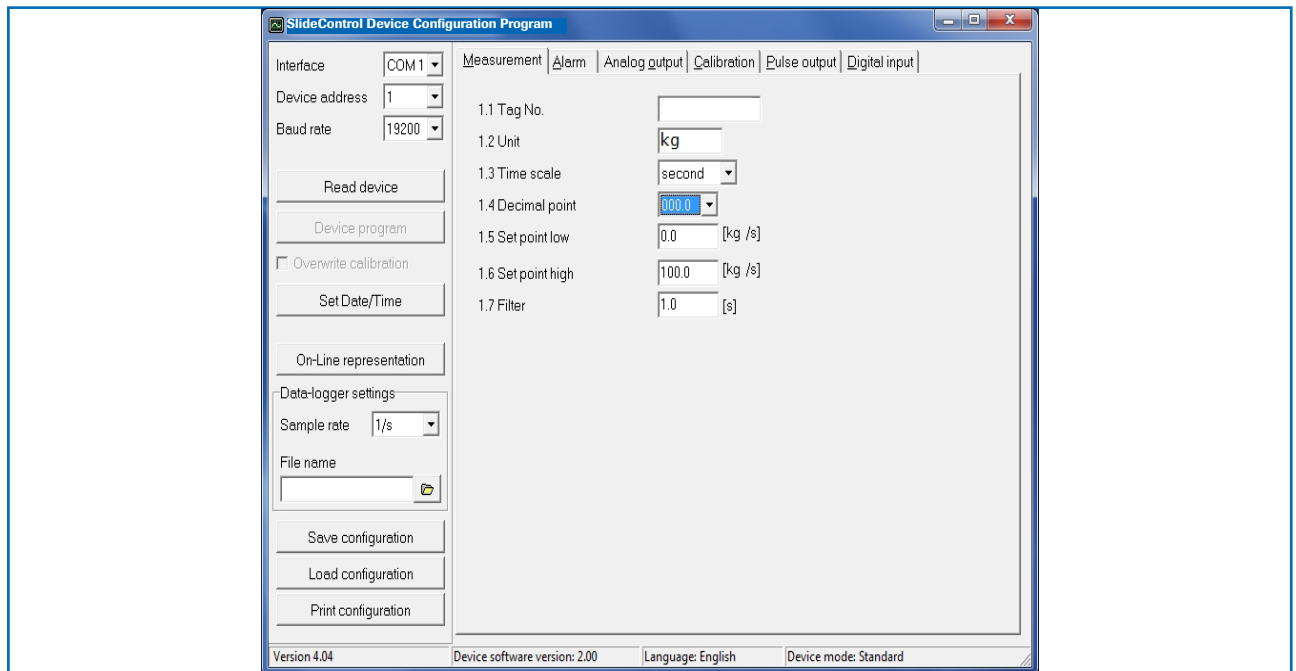 SlideControl Device Configuration Program
Interface COM 1
Device address 1
Baud rate 19200
Read device
Device program
Overwrite calibration
Set Date/Time
On-Line representation
Data-logger settings
Sample rate 1/s
File name
Save configuration
Load configuration
Print configuration
Measurement Alarm Analog output Calibration Pulse output Digital input
1.1 Tag No.
1.2 Unit kg
1.3 Time scale second
1.4 Decimal point 000.0
1.5 Set point low 0.0 [kg /s]
1.6 Set point high 100.0 [kg /s]
1.7 Filter 1.0 [s]
Version 4.04 Device software version: 2.00 Language: English Device mode: Standard